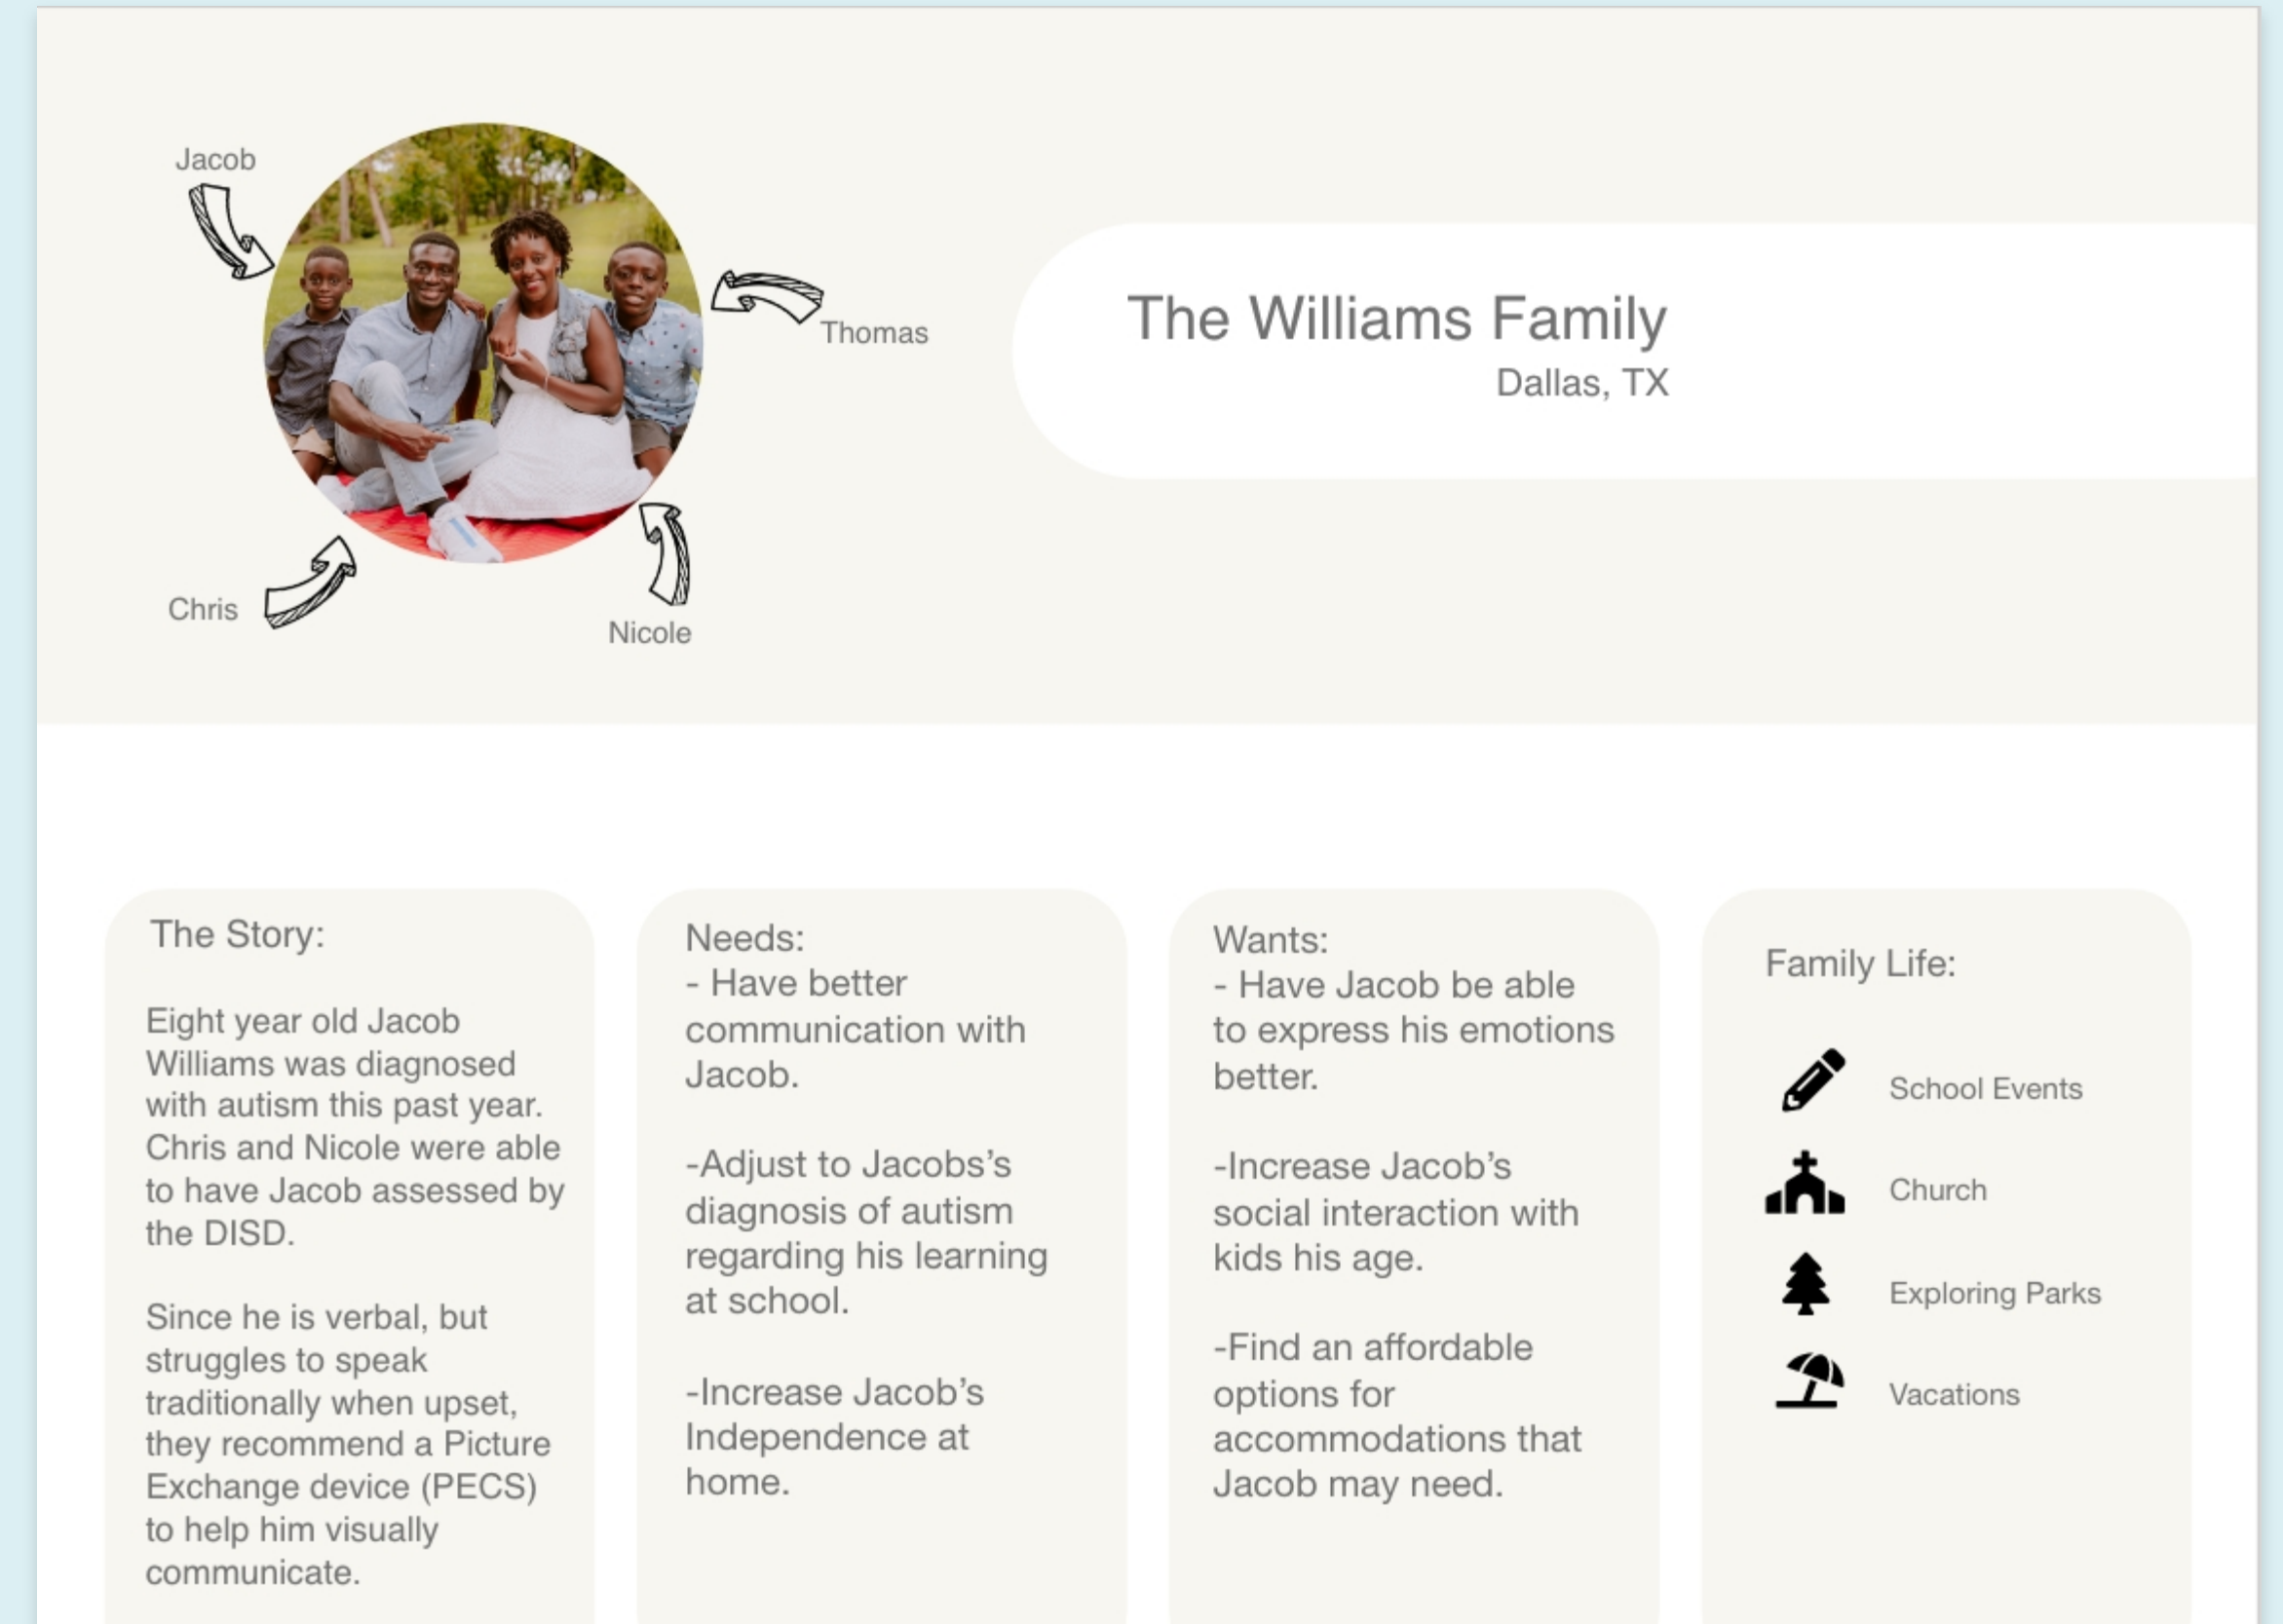 Jacob
Thomas
Chris
Nicole
The Williams Family
Dallas, TX
The Story:
Eight year old Jacob
Williams was diagnosed
with autism this past year.
Chris and Nicole were able
to have Jacob assessed by
the DISD.
Since he is verbal, but
struggles to speak
traditionally when upset,
they recommend a Picture
Exchange device (PECS)
to help him visually
communicate.
Needs:
- Have better
communication with
Jacob.
-Adjust to Jacobs’s
diagnosis of autism
regarding his learning
at school.
-Increase Jacob’s
Independence at
home.
Wants:
- Have Jacob be able
to express his emotions
better.
-Increase Jacob’s
social interaction with
kids his age.
-Find an affordable
options for
accommodations that
Jacob may need.
Family Life:
School Events
Church
Exploring Parks
Vacations